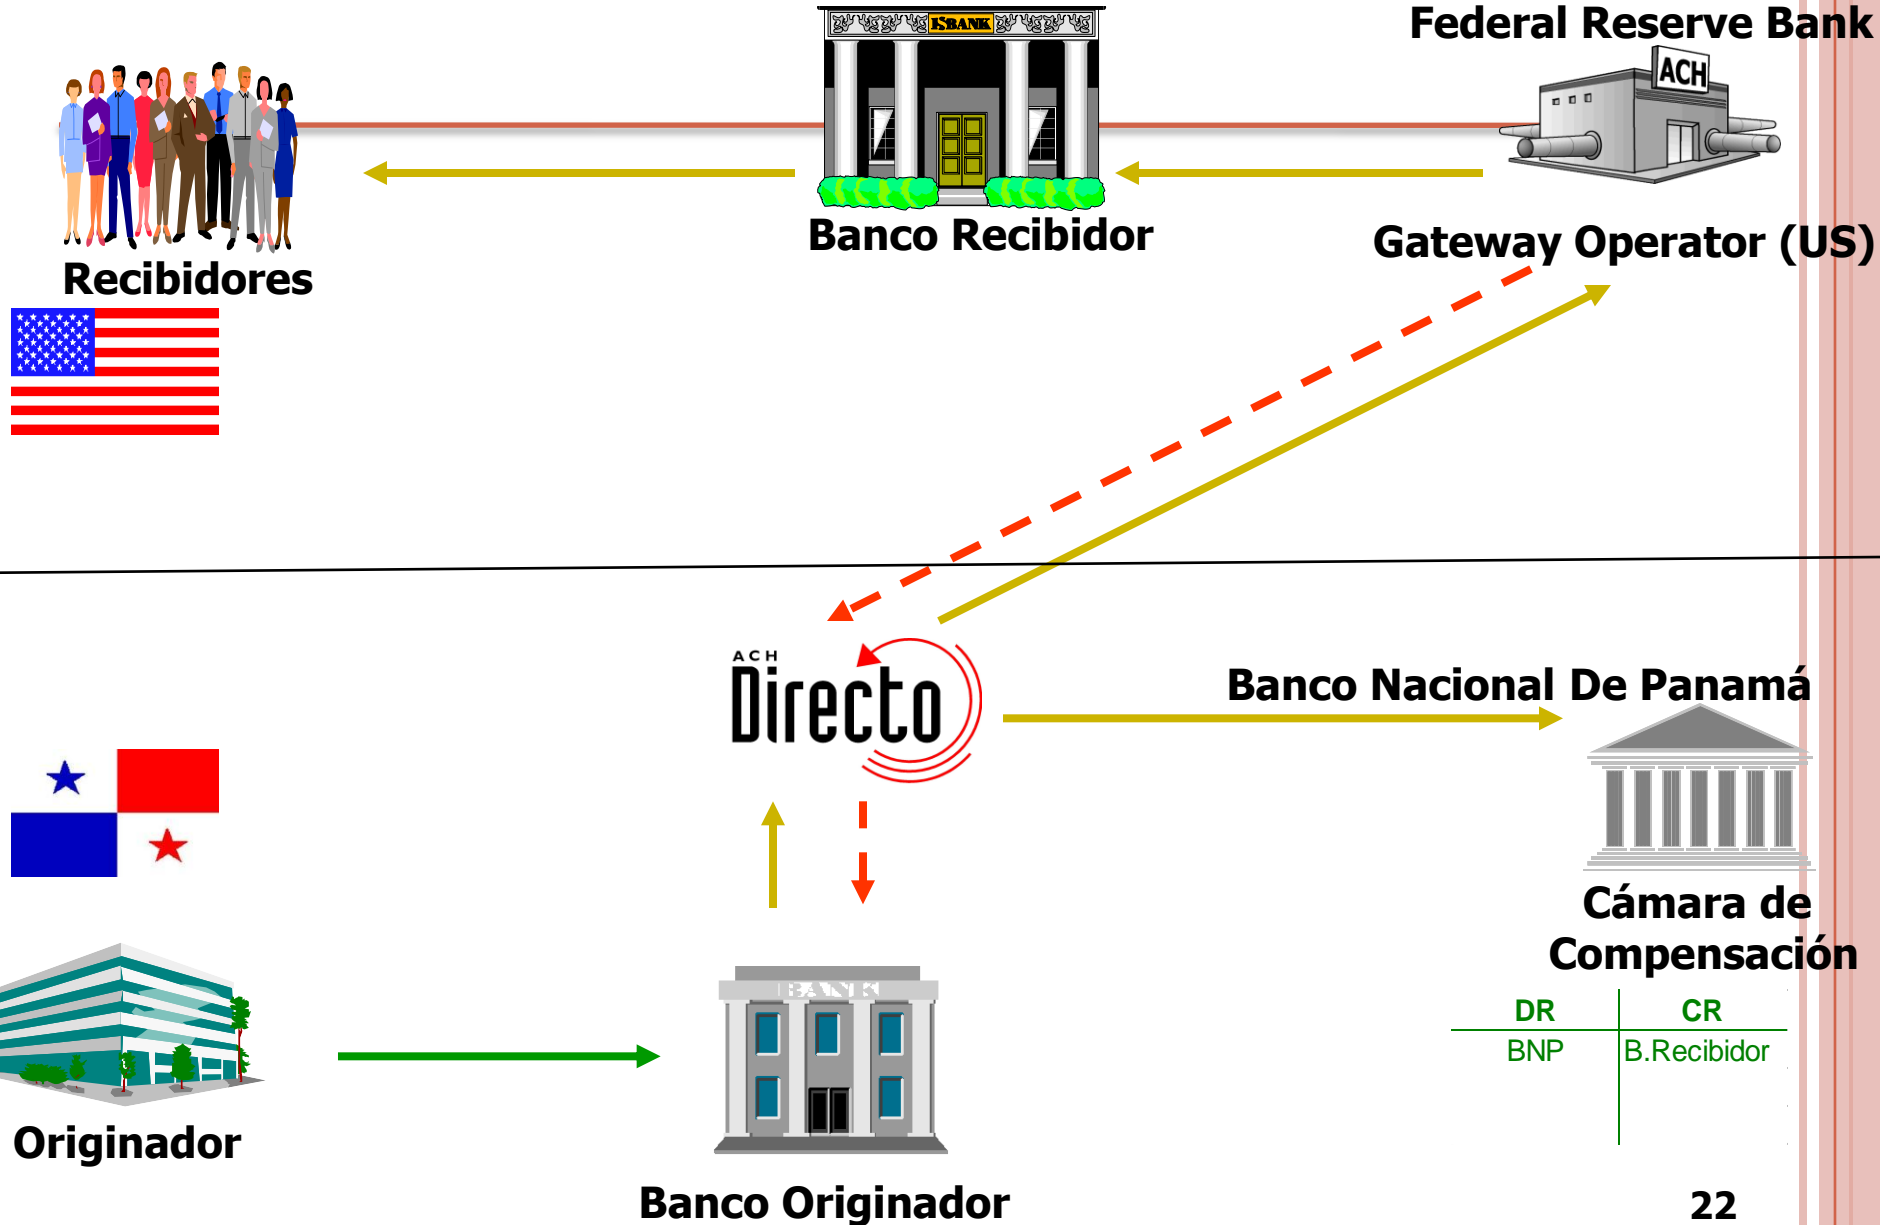 Federal Reserve Bank
ACH
Banco Recibidor
Gateway Operator (US)
Recibidores
ACH
Directo
Banco Nacional De Panamá
Cámara de
Compensación
DR CR
BNP B.Recibidor
BANK
Originador
Banco Originador
22